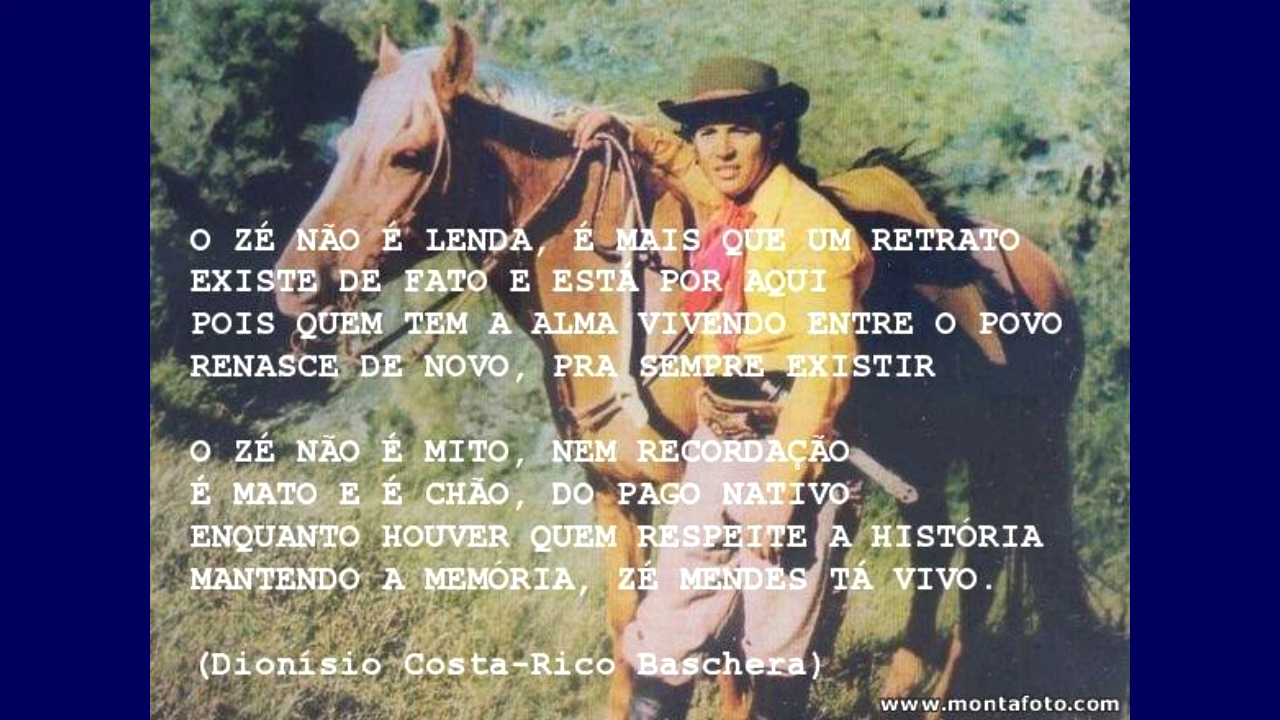 O ZÉ NÃO É LENDA, É MAIS QUE UM RETRATO
EXISTE DE FATO E ESTÁ POR AQUI
POIS QUEM TEM A ALMA VIVENDO ENTRE O POVO
RENASCE DE NOVO, PRA SEMPRE EXISTIR
O ZÉ NÃO É MITO, NEM RECORDAÇÃO
É MATO E É CHÃO, DO PAGO NATIVO
ENQUANTO HOUVER QUEM RESPEITE A HISTÓRIA
MANTENDO A MEMÓRIA, ZÉ MENDES TÁ VIVO.
(Dionísio Costa-Rico Baschera)
www.montafoto.com